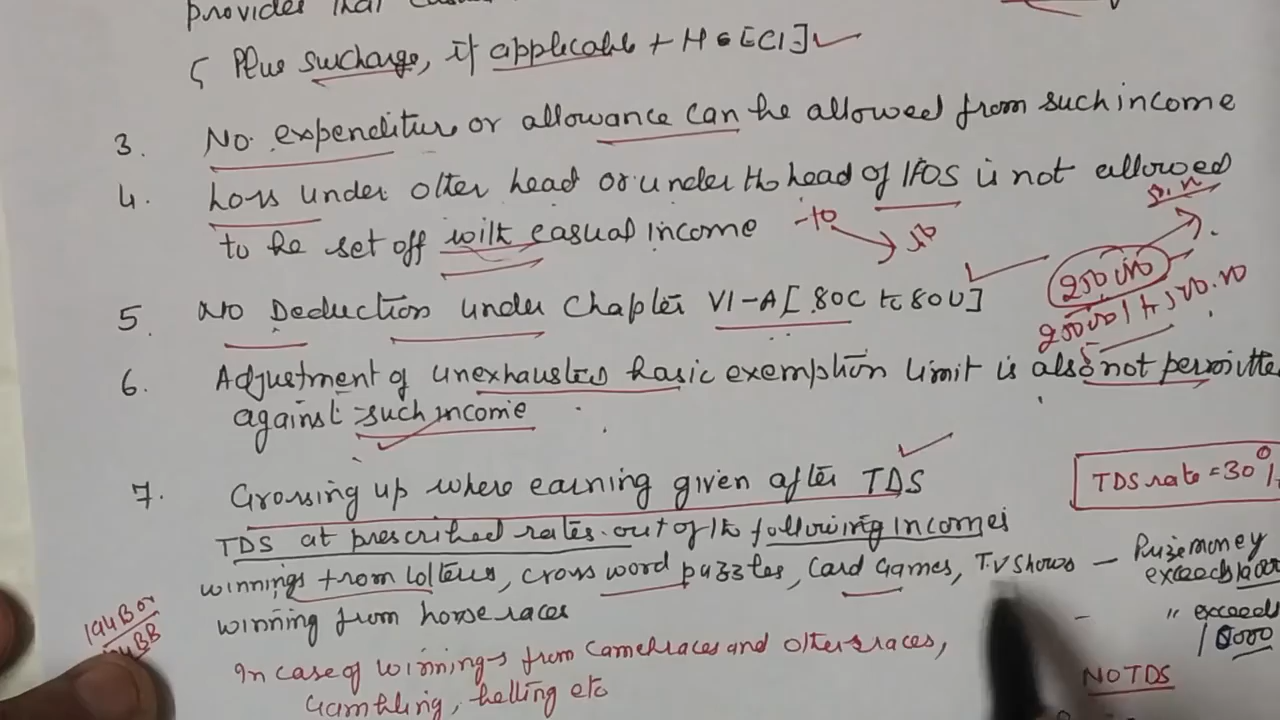 provides that
Plus surcharge, if applicable + H&EC]
3. No expenditure or allowance can be allowed from such income
4. Loss under other head or under the head of IFOS is not allowed
to be set off with casual income
5. No Deduction under Chapter VI-A [80C to 80U]
250000
6. Adjustment of unexhausted basic exemption limit is also not permitte
against such income
7. Grossing up where earning given after TDS
TDS rate = 30%
TDS at prescribed rates out of the following incomes
winnings from lotteries, cross word puzzles, Card Games, T.V Shows — Prize money
exceeds
winning from horse races - " exceeds
10000
194B or
194BB
In case of winnings from Camel races and other races,
Gambling, betting etc
NO TDS